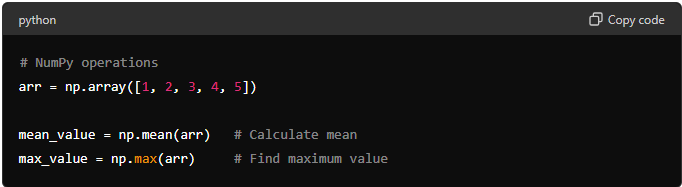 python
Copy code
# NumPy operations
arr = np.array([1, 2, 3, 4, 5])
mean_value = np.mean(arr)   # Calculate mean
max_value = np.max(arr)     # Find maximum value